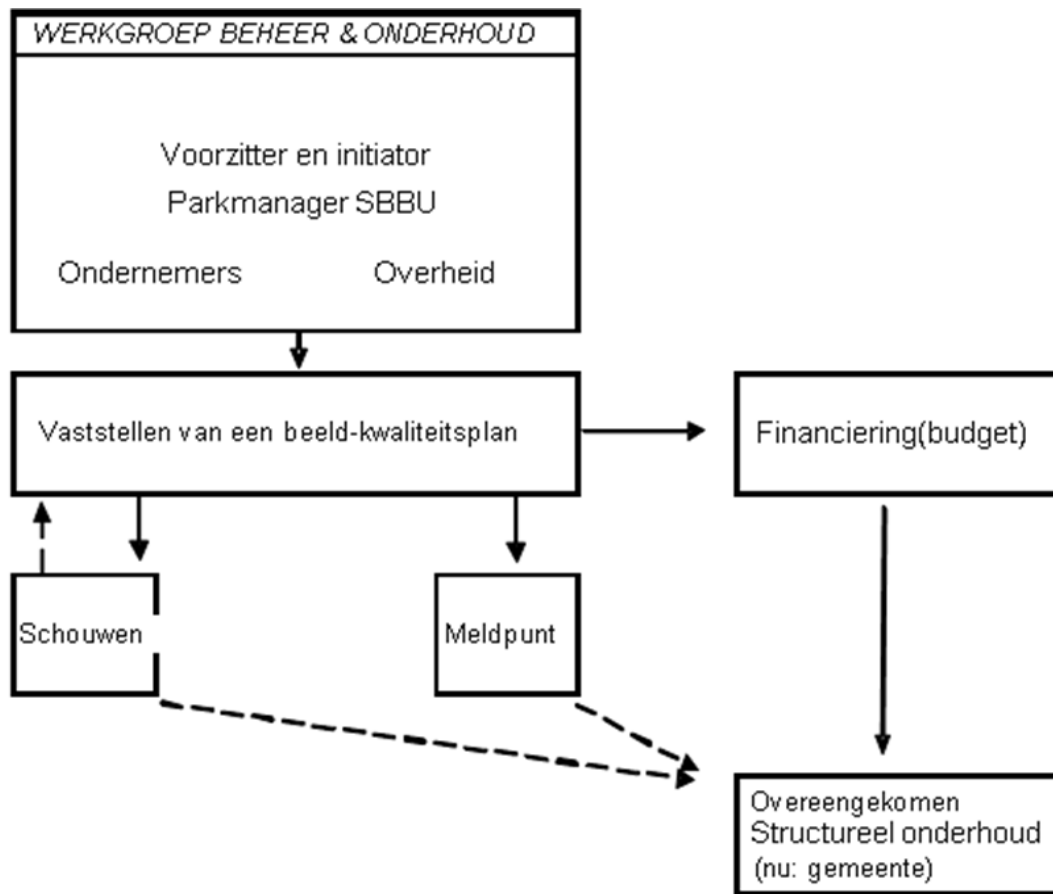 WERKGROEP BEHEER & ONDERHOUD
Voorzitter en initiator
Parkmanager SBBU
Ondernemers
Overheid
Vaststellen van een beeld-kwaliteitsplan
Financiering(budget)
Schouwen
Meldpunt
Overeengekomen
Structureel onderhoud
(nu: gemeente)